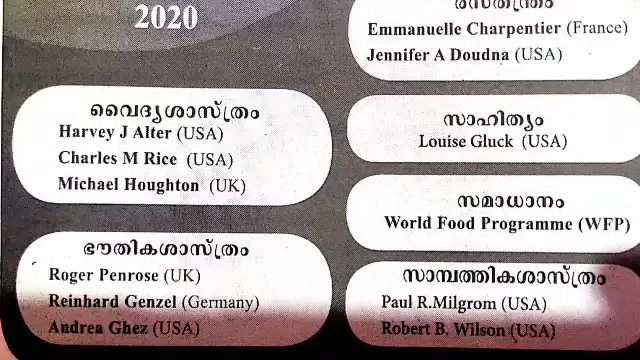 2020
വൈദ്യശാസ്ത്രം
Harvey J Alter (USA)
Charles M Rice (USA)
Michael Houghton (UK)
ഭൗതികശാസ്ത്രം
Roger Penrose (UK)
Reinhard Genzel (Germany)
Andrea Ghez (USA)
രസതന്ത്രം
Emmanuelle Charpentier (France)
Jennifer A Doudna (USA)
സാഹിത്യം
Louise Gluck (USA)
സമാധാനം
World Food Programme (WFP)
സാമ്പത്തികശാസ്ത്രം
Paul R.Milgrom (USA)
Robert B. Wilson (USA)